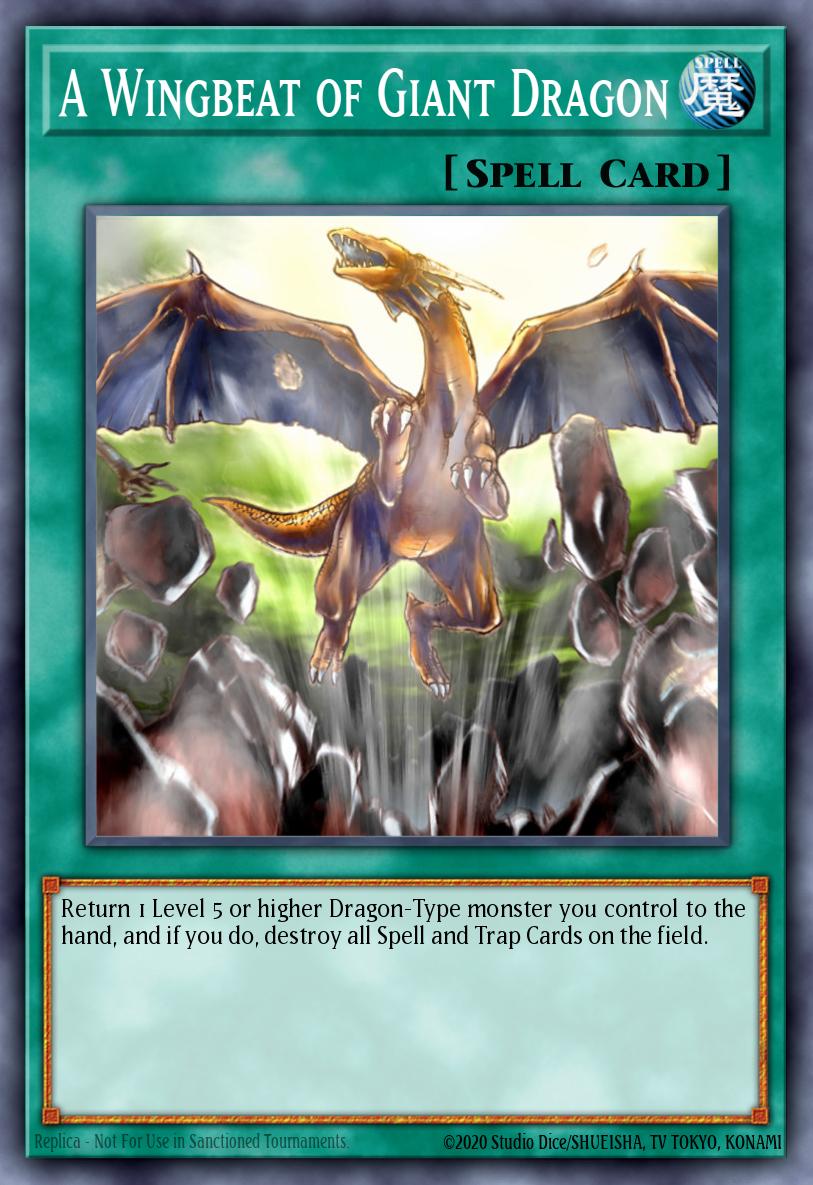 A Wingbeat of Giant Dragon
SPELL
魔
[Spell Card]
Return 1 Level 5 or higher Dragon-Type monster you control to the
hand, and if you do, destroy all Spell and Trap Cards on the field.
Replica - Not For Use in Sanctioned Tournaments.
©2020 Studio Dice/SHUEISHA, TV TOKYO, KONAMI